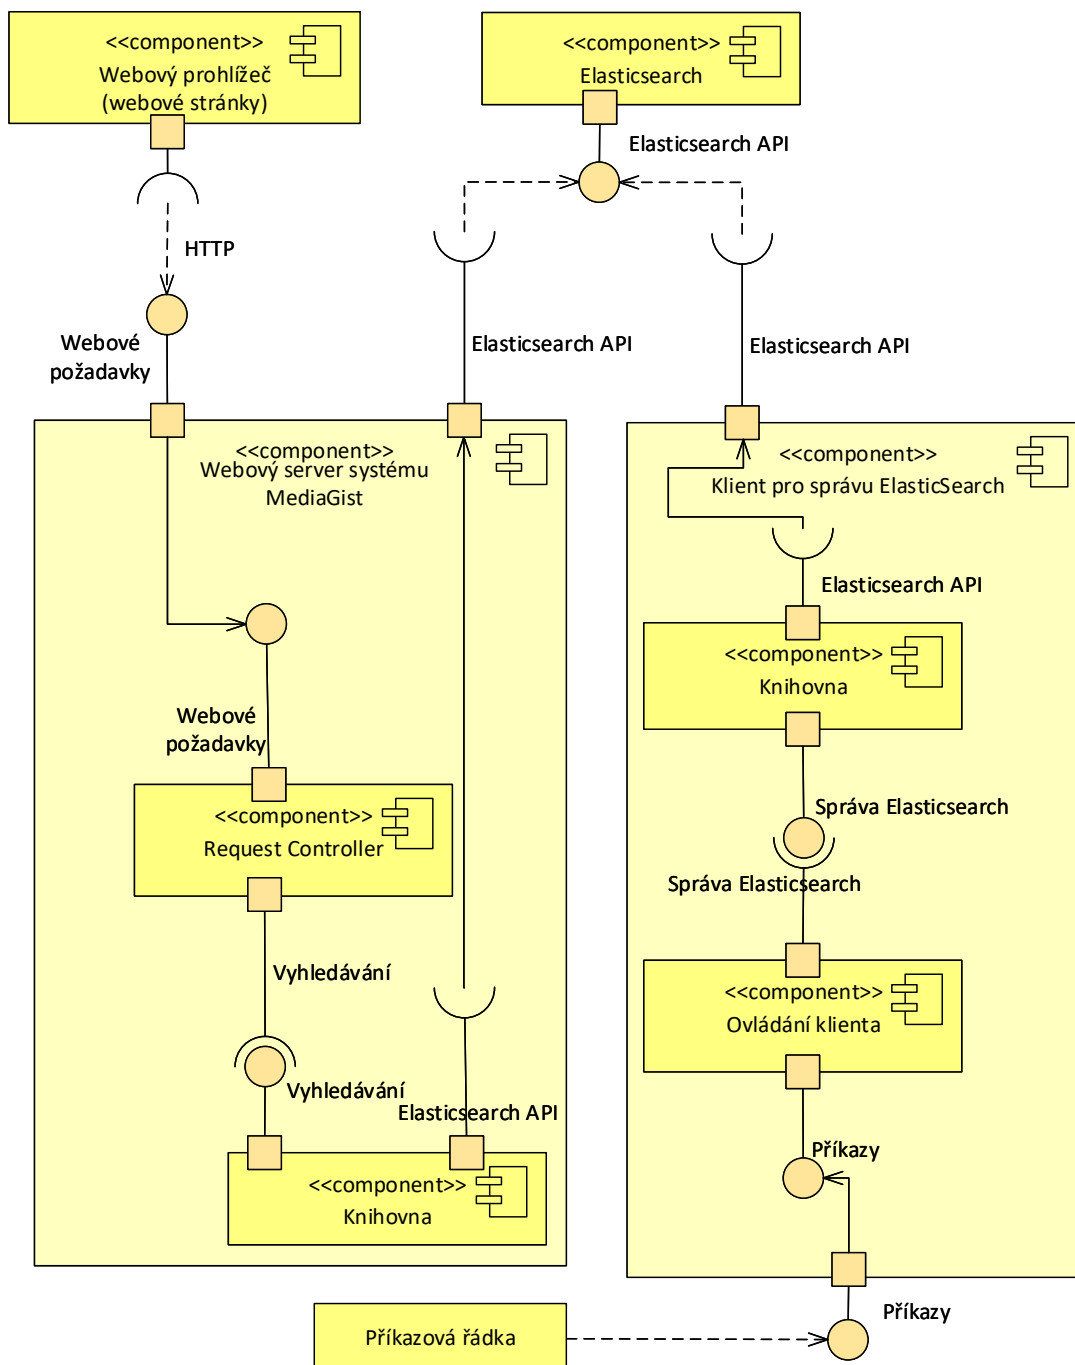 <<component>>
Webový prohlížeč
(webové stránky)
<<component>>
Elasticsearch
Elasticsearch API
HTTP
Webové
požadavky
Elasticsearch API
Elasticsearch API
<<component>>
Webový server systému
MediaGist
<<component>>
Klient pro správu ElasticSearch
Elasticsearch API
<<component>>
Knihovna
Webové
požadavky
<<component>>
Request Controller
Správa Elasticsearch
Správa Elasticsearch
Vyhledávání
<<component>>
Ovládání klienta
Vyhledávání
Elasticsearch API
Příkazy
<<component>>
Knihovna
Příkazy
Příkazová řádka